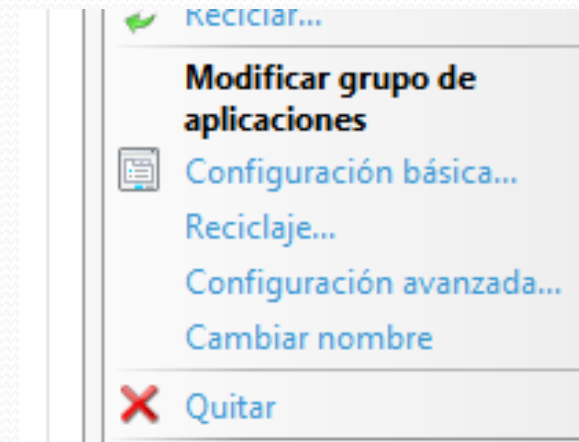 Reciclar...
Modificar grupo de
aplicaciones
Configuración básica...
Reciclaje...
Configuración avanzada...
Cambiar nombre
Quitar